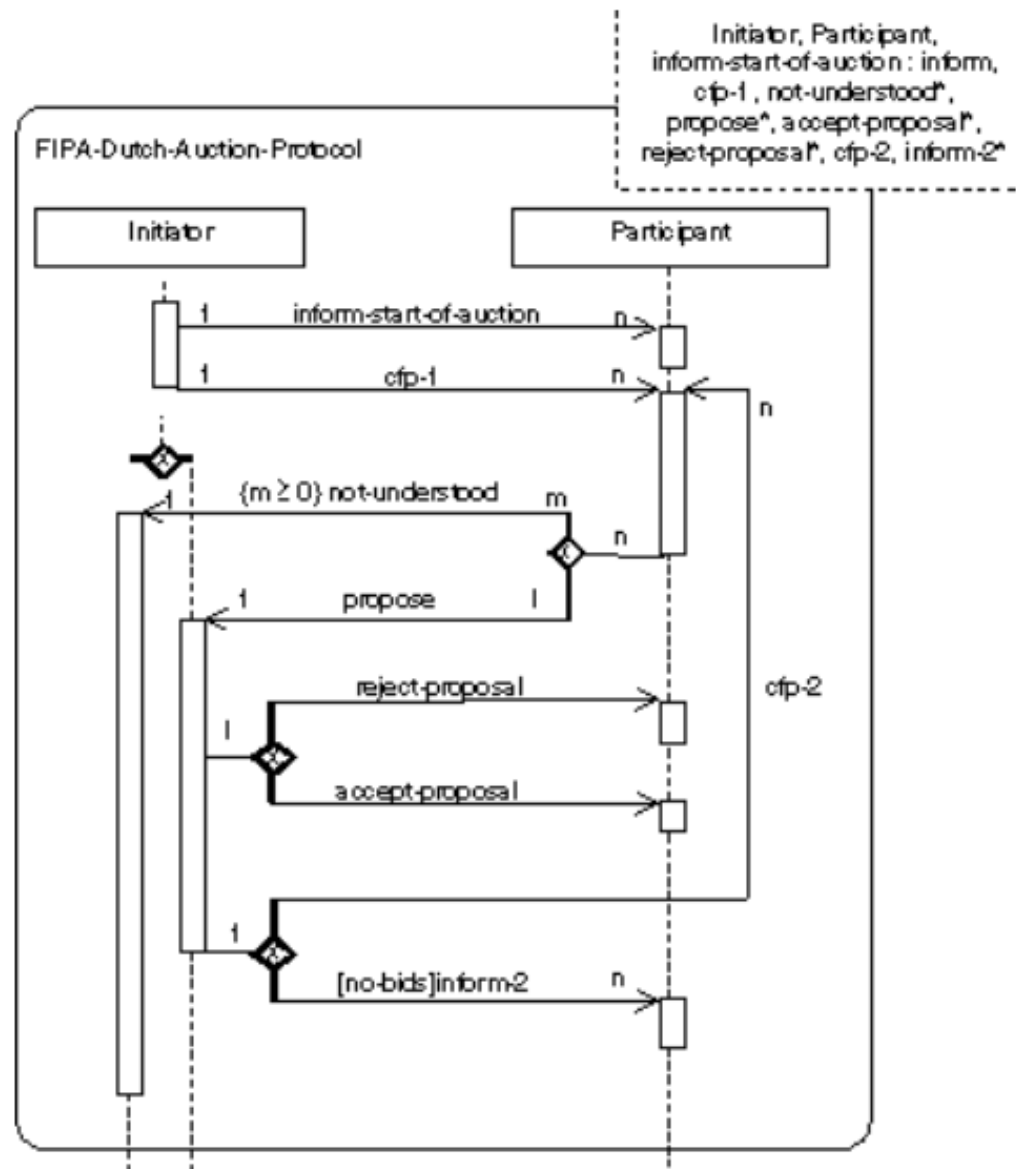 Initiator, Participant,
inform-start-of-auction : inform,
cfp-1 , not-understood*,
propose*, accept-proposal*,
reject-proposal*, cfp-2, inform-2*
FIPA-Dutch-Auction-Protocol
Initiator
Participant
1 inform-start-of-auction n
1 cfp-1 n
n
x
1 {m ≥ 0} not-understood m
x n
1 propose l
reject-proposal
cfp-2
l x
accept-proposal
1 x
[no-bids]inform-2 n